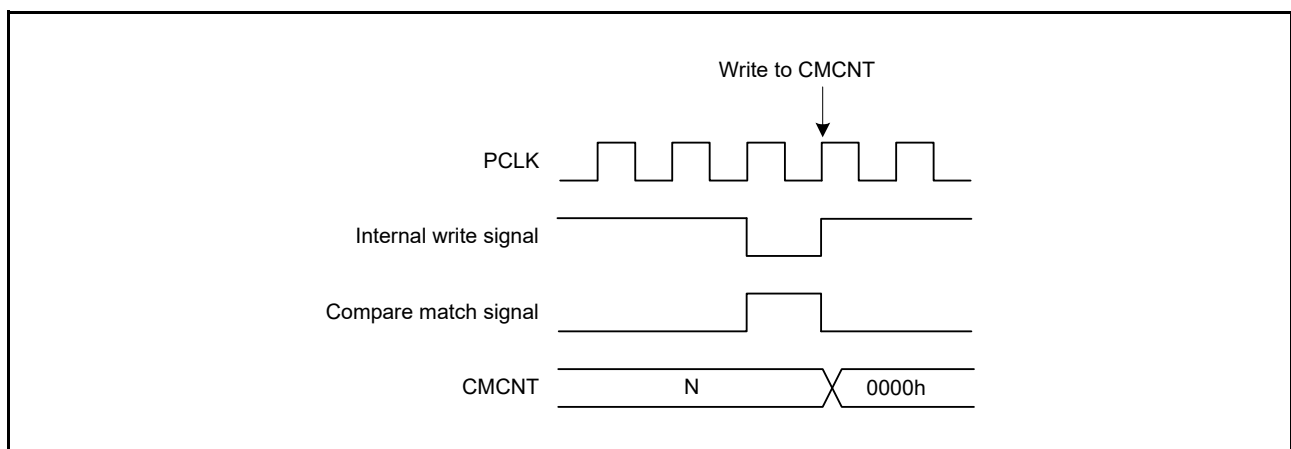 Write to CMCNT
PCLK
Internal write signal
Compare match signal
CMCNT N 0000h